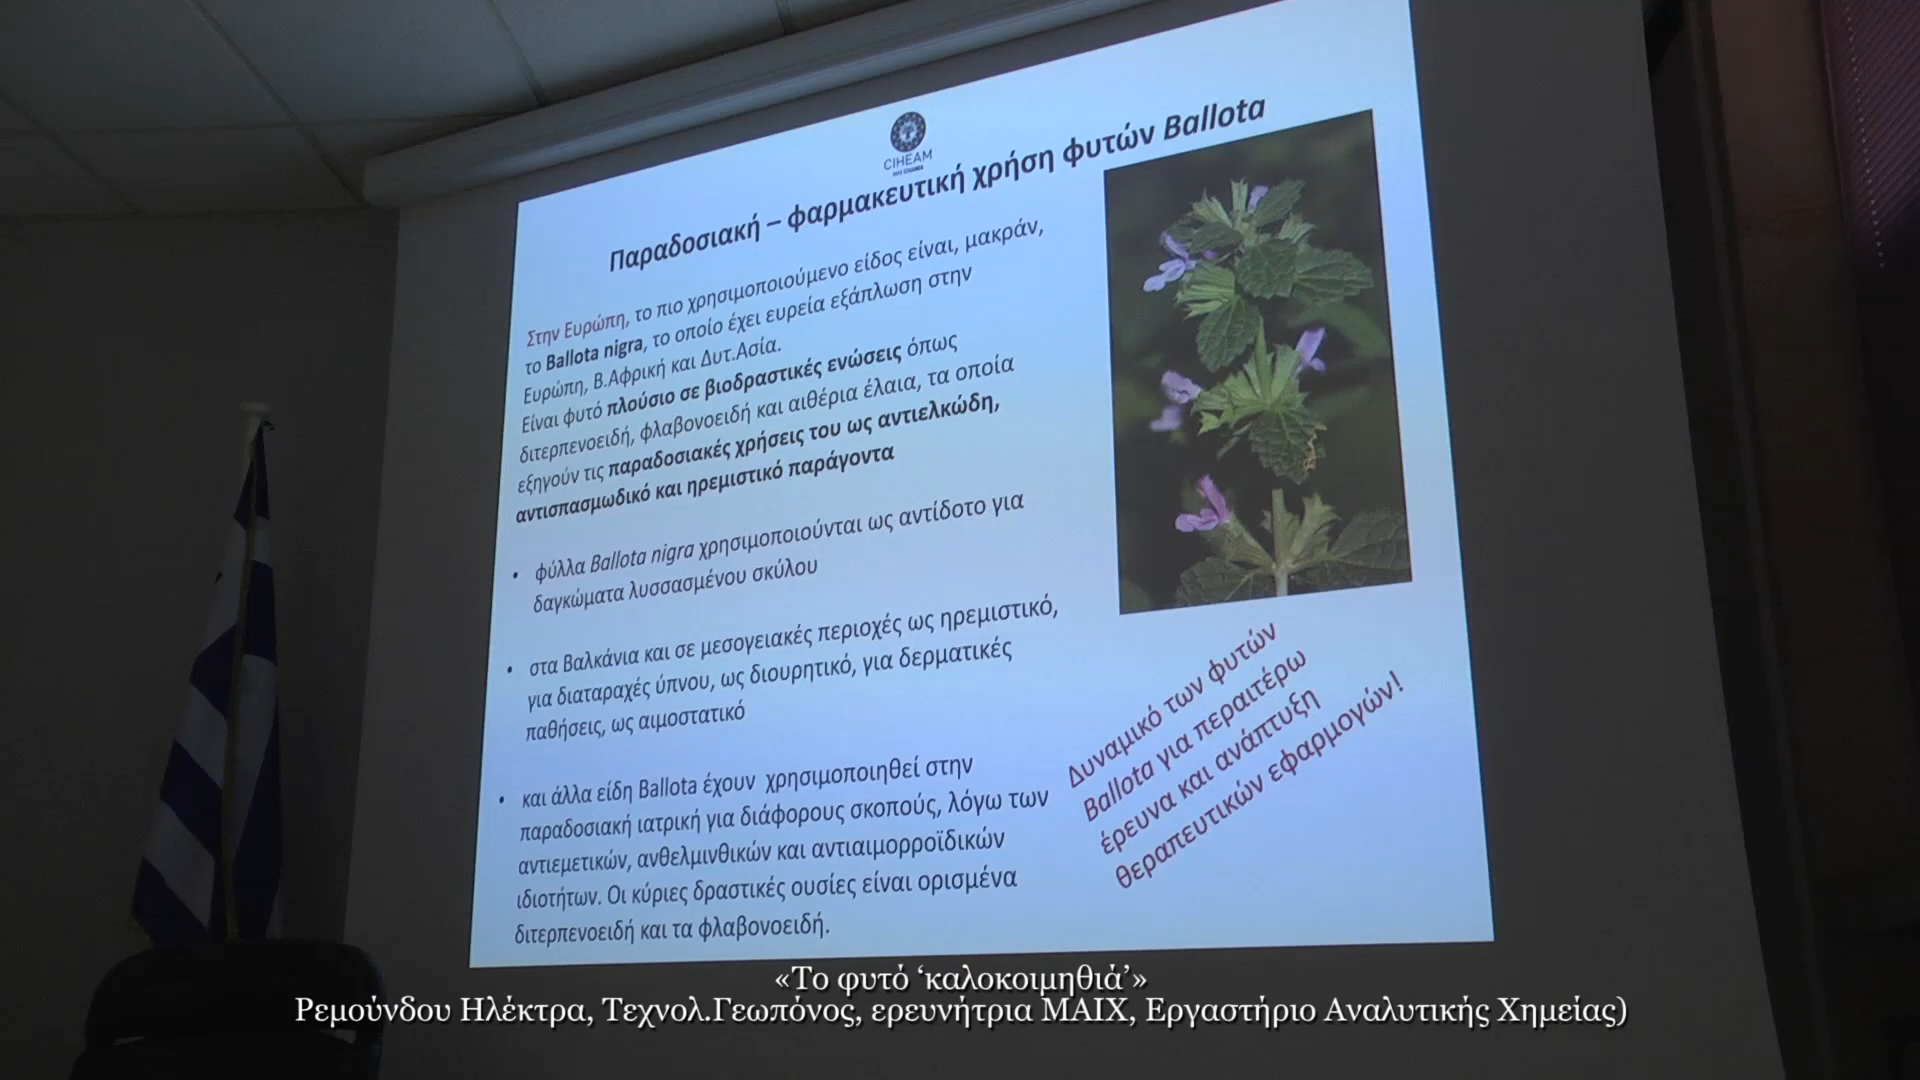 CIHEAM
Παραδοσιακή – φαρμακευτική χρήση φυτών Ballota
Στην Ευρώπη, το πιο χρησιμοποιούμενο είδος είναι, μακράν,
το Ballota nigra, το οποίο έχει ευρεία εξάπλωση στην
Ευρώπη, Β.Αφρική και Δυτ.Ασία.
Είναι φυτό πλούσιο σε βιοδραστικές ενώσεις όπως
διτερπενοειδή, φλαβονοειδή και αιθέρια έλαια, τα οποία
εξηγούν τις παραδοσιακές χρήσεις του ως αντιελκώδη,
αντισπασμωδικό και ηρεμιστικό παράγοντα
• φύλλα Ballota nigra χρησιμοποιούνται ως αντίδοτο για
δαγκώματα λυσσασμένου σκύλου
• στα Βαλκάνια και σε μεσογειακές περιοχές ως ηρεμιστικό,
για διαταραχές ύπνου, ως διουρητικό, για δερματικές
παθήσεις, ως αιμοστατικό
• και άλλα είδη Ballota έχουν χρησιμοποιηθεί στην
παραδοσιακή ιατρική για διάφορους σκοπούς, λόγω των
αντιεμετικών, ανθελμινθικών και αντιαιμορροϊδικών
ιδιοτήτων. Οι κύριες δραστικές ουσίες είναι ορισμένα
διτερπενοειδή και τα φλαβονοειδή.
Δυναμικό των φυτών
Ballota για περαιτέρω
έρευνα και ανάπτυξη
θεραπευτικών εφαρμογών!
«Το φυτό ‘καλοκοιμηθιά’»
Ρεμούνδου Ηλέκτρα, Τεχνολ.Γεωπόνος, ερευνήτρια ΜΑΙΧ, Εργαστήριο Αναλυτικής Χημείας)